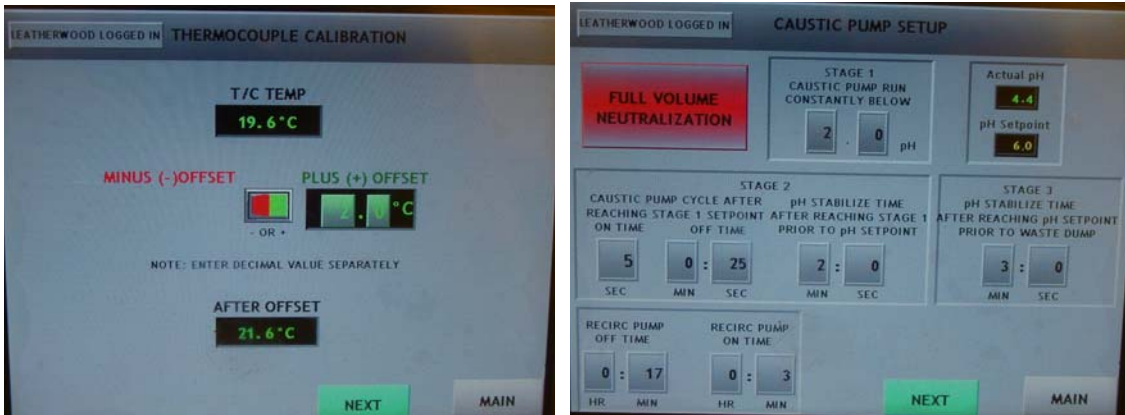 LEATHERWOOD LOGGED IN THERMOCOUPLE CALIBRATION
T/C TEMP
19.6°C
MINUS (-)OFFSET PLUS (+) OFFSET
2.0°C
- OR +
NOTE: ENTER DECIMAL VALUE SEPARATELY
AFTER OFFSET
21.6°C
NEXT MAIN
LEATHERWOOD LOGGED IN CAUSTIC PUMP SETUP
FULL VOLUME
NEUTRALIZATION
STAGE 1
CAUSTIC PUMP RUN
CONSTANTLY BELOW
2 . 0 pH
Actual pH
4.4
pH Setpoint
6.0
STAGE 2
CAUSTIC PUMP CYCLE AFTER
REACHING STAGE 1 SETPOINT
ON TIME OFF TIME
5 0 : 25
SEC MIN SEC
pH STABILIZE TIME
AFTER REACHING STAGE 1
PRIOR TO pH SETPOINT
2 : 0
MIN SEC
STAGE 3
pH STABILIZE TIME
AFTER REACHING pH SETPOINT
PRIOR TO WASTE DUMP
3 : 0
MIN SEC
RECIRC PUMP
OFF TIME
0 : 17
HR MIN
RECIRC PUMP
ON TIME
0 : 3
HR MIN
NEXT MAIN